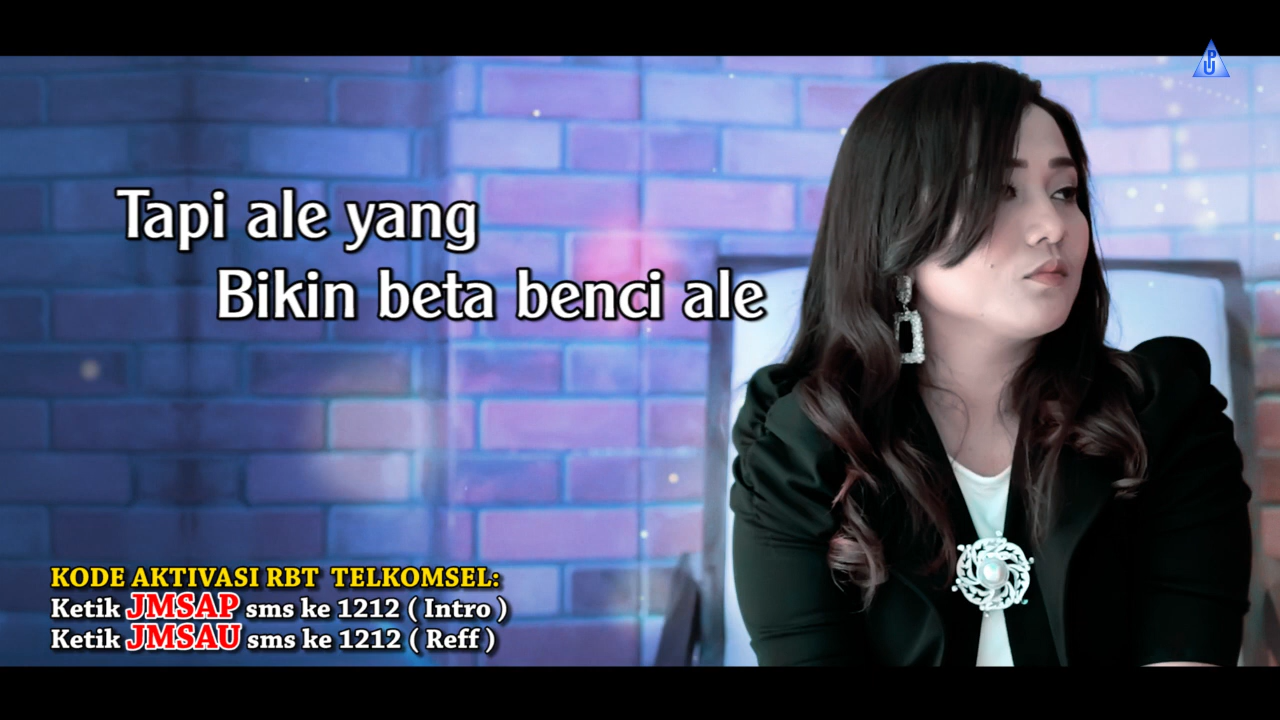 Tapi ale yang
Bikin beta benci ale
KODE AKTIVASI RBT TELKOMSEL:
Ketik JMSAP sms ke 1212 ( Intro )
Ketik JMSAU sms ke 1212 ( Reff )